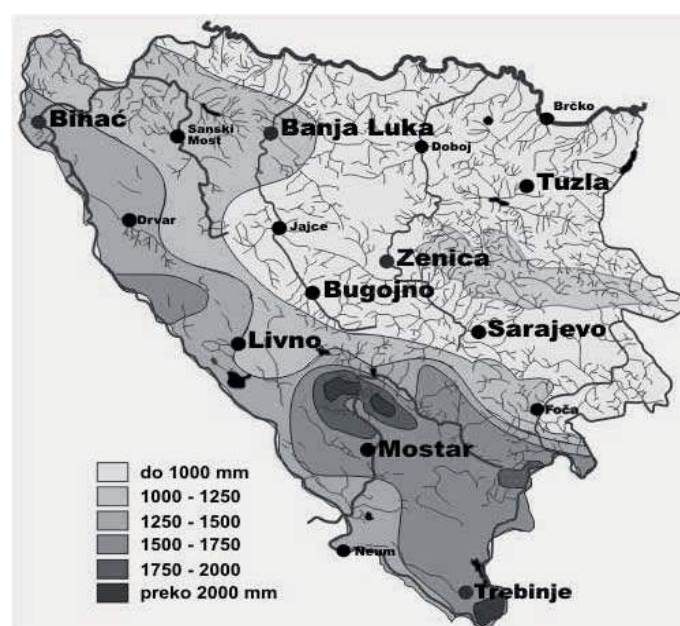 Bihać
Sanski
Most
Banja Luka
Brčko
Doboj
Tuzla
Drvar
Jajce
Zenica
Bugojno
Sarajevo
Livno
Foča
Mostar
do 1000 mm
1000 - 1250
1250 - 1500
1500 - 1750
1750 - 2000
preko 2000 mm
Neum
Trebinje